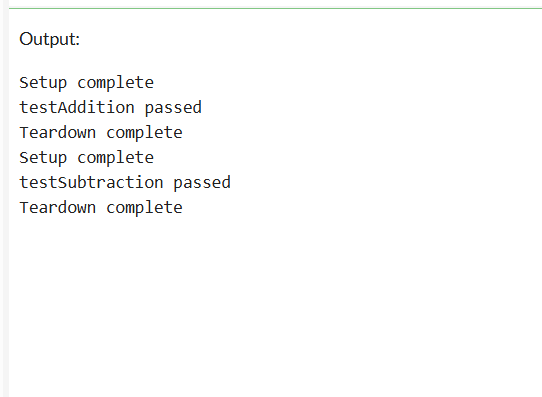 Output:
Setup complete
testAddition passed
Teardown complete
Setup complete
testSubtraction passed
Teardown complete